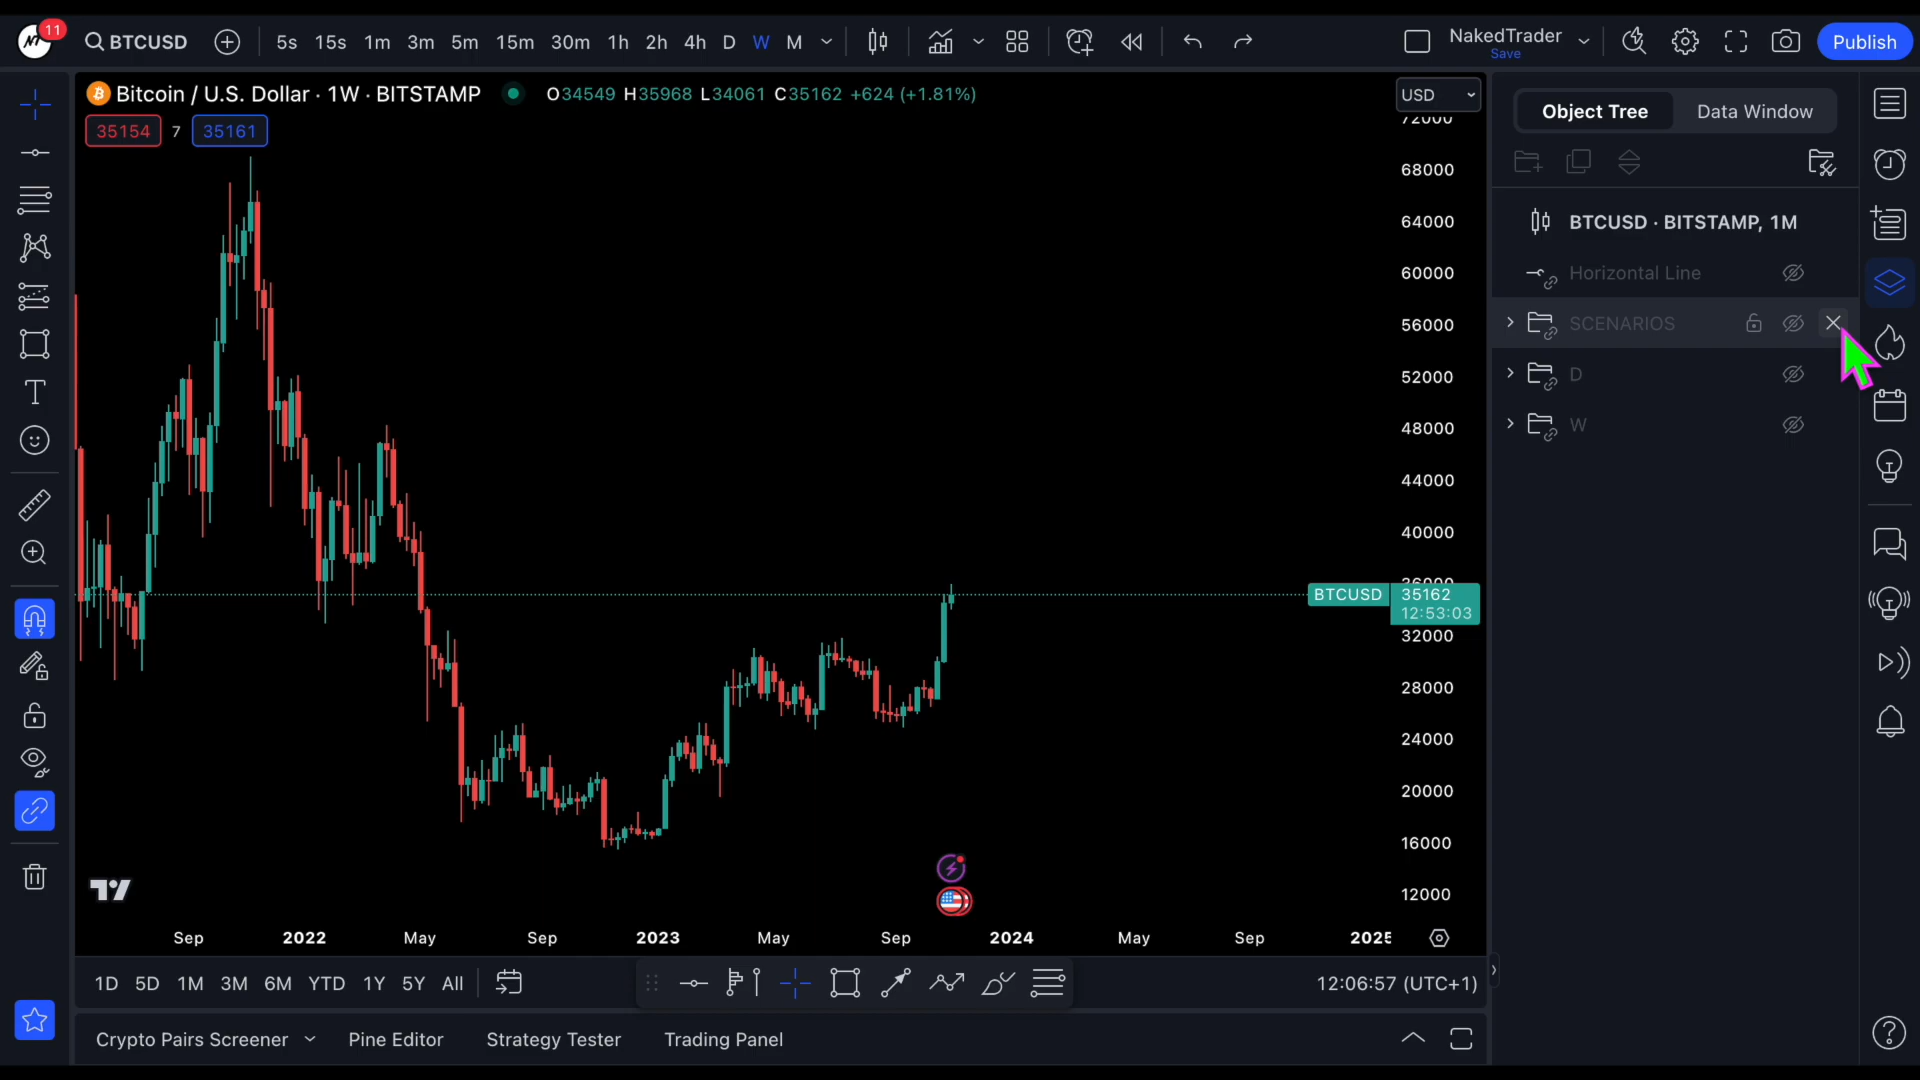 11
BTCUSD
5s 15s 1m 3m 5m 15m 30m 1h 2h 4h D W M
NakedTrader
Save
Publish
Bitcoin / U.S. Dollar · 1W · BITSTAMP O34549 H35968 L34061 C35162 +624 (+1.81%)
35154 7 35161
USD
72000
68000
64000
60000
56000
52000
48000
44000
40000
36000
BTCUSD 35162
12:53:03
32000
28000
24000
20000
16000
12000
Sep 2022 May Sep 2023 May Sep 2024 May Sep 2025
1D 5D 1M 3M 6M YTD 1Y 5Y All
12:06:57 (UTC+1)
Crypto Pairs Screener Pine Editor Strategy Tester Trading Panel
Object Tree Data Window
BTCUSD · BITSTAMP, 1M
Horizontal Line
SCENARIOS
D
W